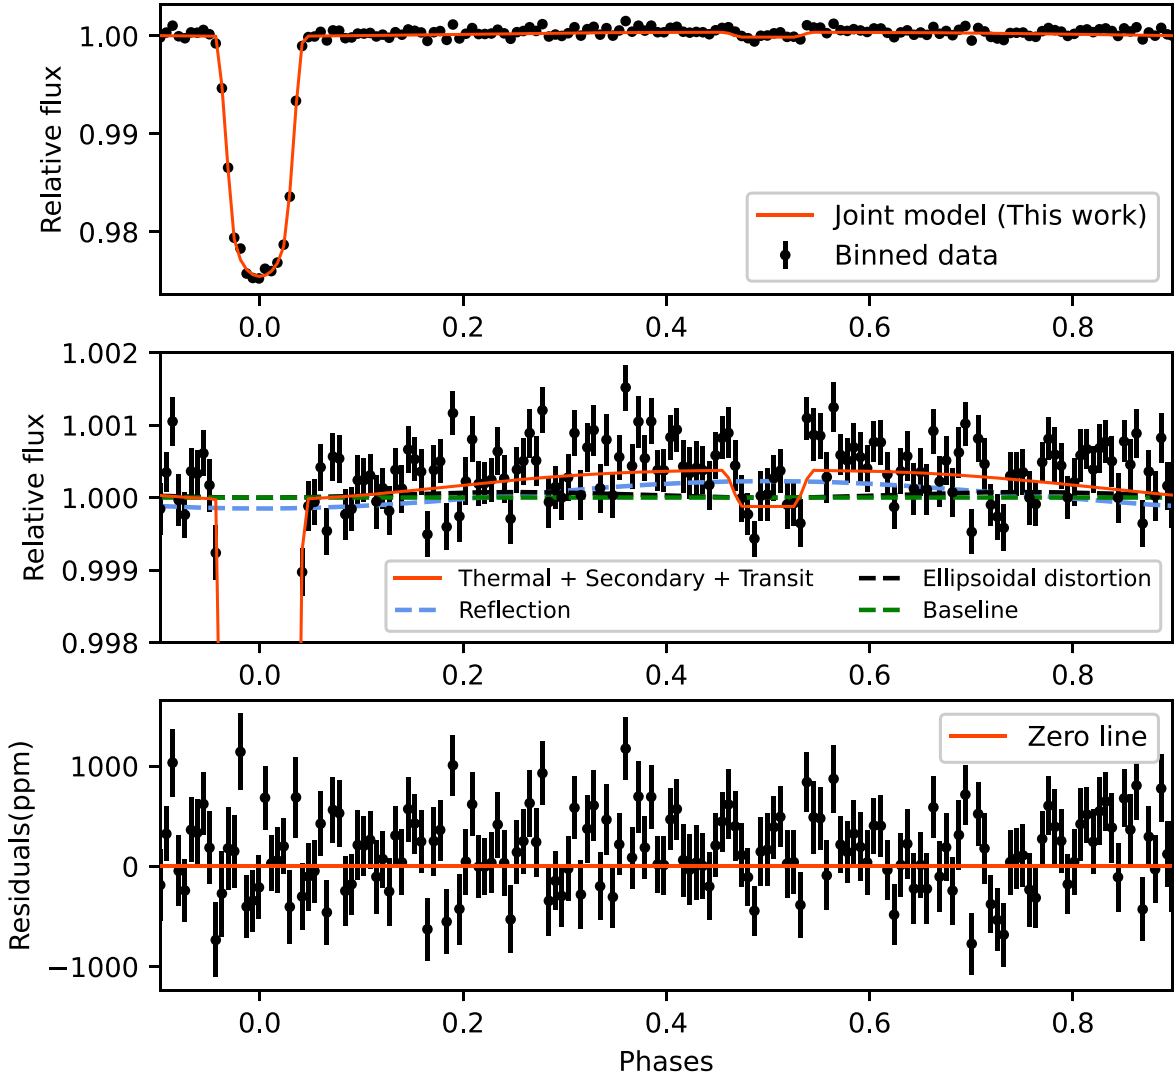 1.00
0.99
0.98
Relative flux
Joint model (This work)
Binned data
0.0 0.2 0.4 0.6 0.8
1.002
1.001
1.000
0.999
0.998
Relative flux
Thermal + Secondary + Transit
Reflection
Ellipsoidal distortion
Baseline
0.0 0.2 0.4 0.6 0.8
1000
0
−1000
Residuals(ppm)
Zero line
0.0 0.2 0.4 0.6 0.8
Phases